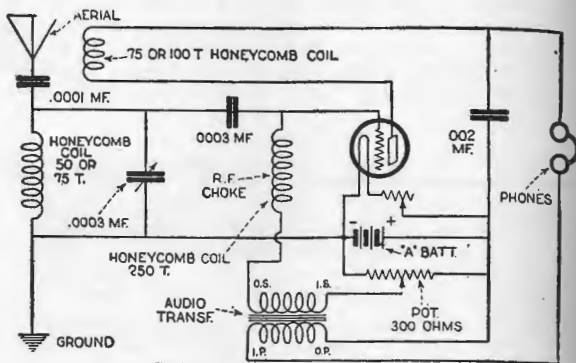 AERIAL
75 OR 100 T. HONEYCOMB COIL
.0001 MF.
HONEYCOMB
COIL
50 OR
75 T.
.0003 MF.
.0003 MF
R.F.
CHOKE
HONEYCOMB COIL
250 T.
.002
MF.
PHONES
- +
"A" BATT.
O.S. I.S.
AUDIO
TRANSF.
I.P. O.P.
POT.
300 OHMS
GROUND